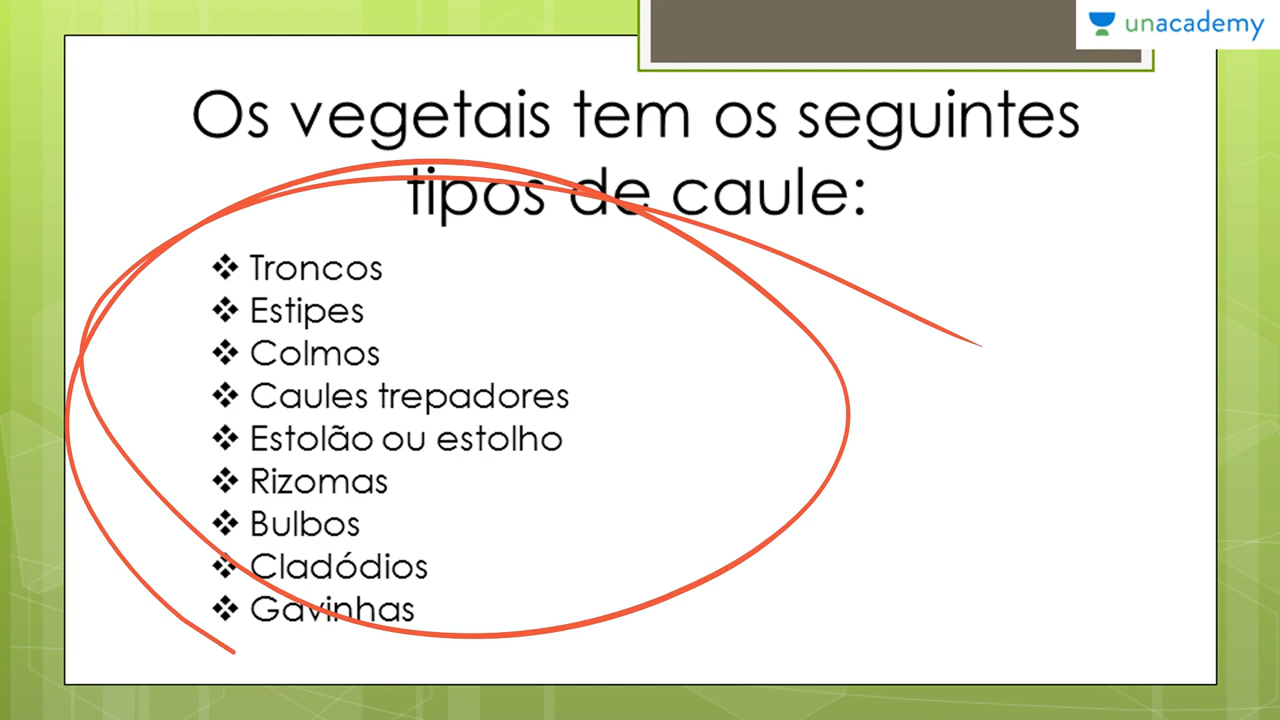 unacademy
Os vegetais tem os seguintes
tipos de caule:
❖ Troncos
❖ Estipes
❖ Colmos
❖ Caules trepadores
❖ Estolão ou estolho
❖ Rizomas
❖ Bulbos
❖ Cladódios
❖ Gavinhas